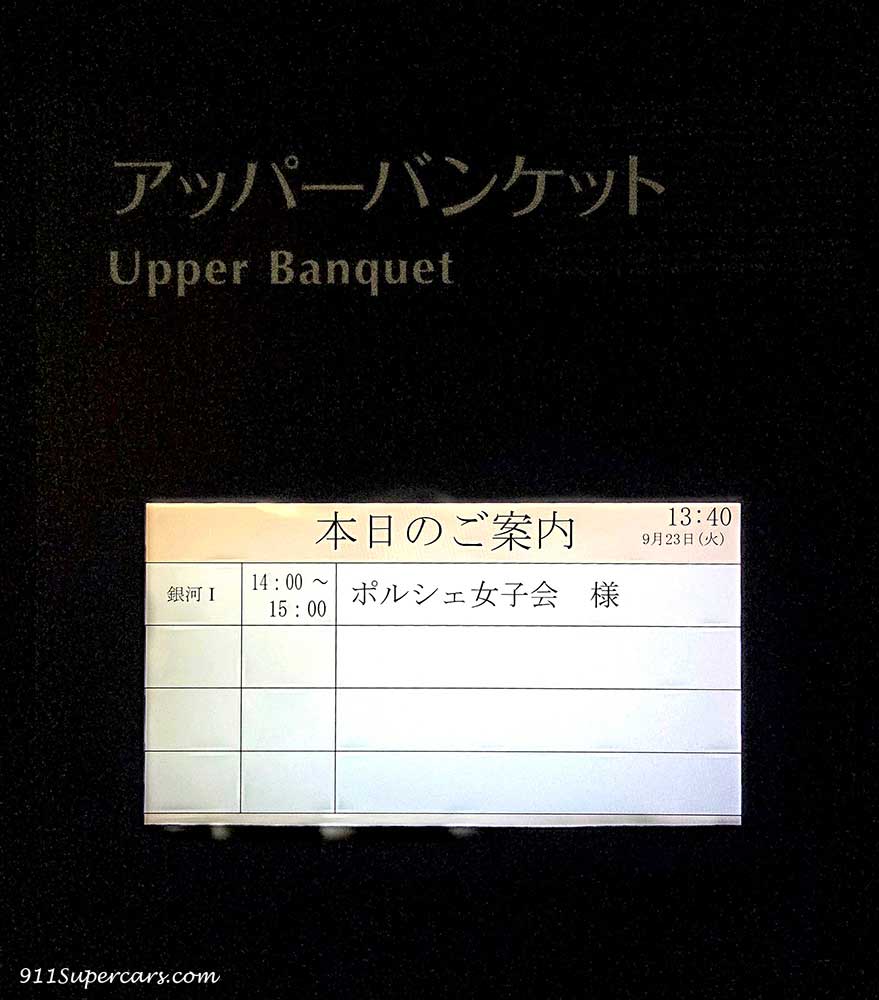 アッパーバンケット
Upper Banquet
本日のご案内
13:40
9月23日(火)
銀河Ⅰ
14:00 ～
15:00
ポルシェ女子会　様
911Supercars.com